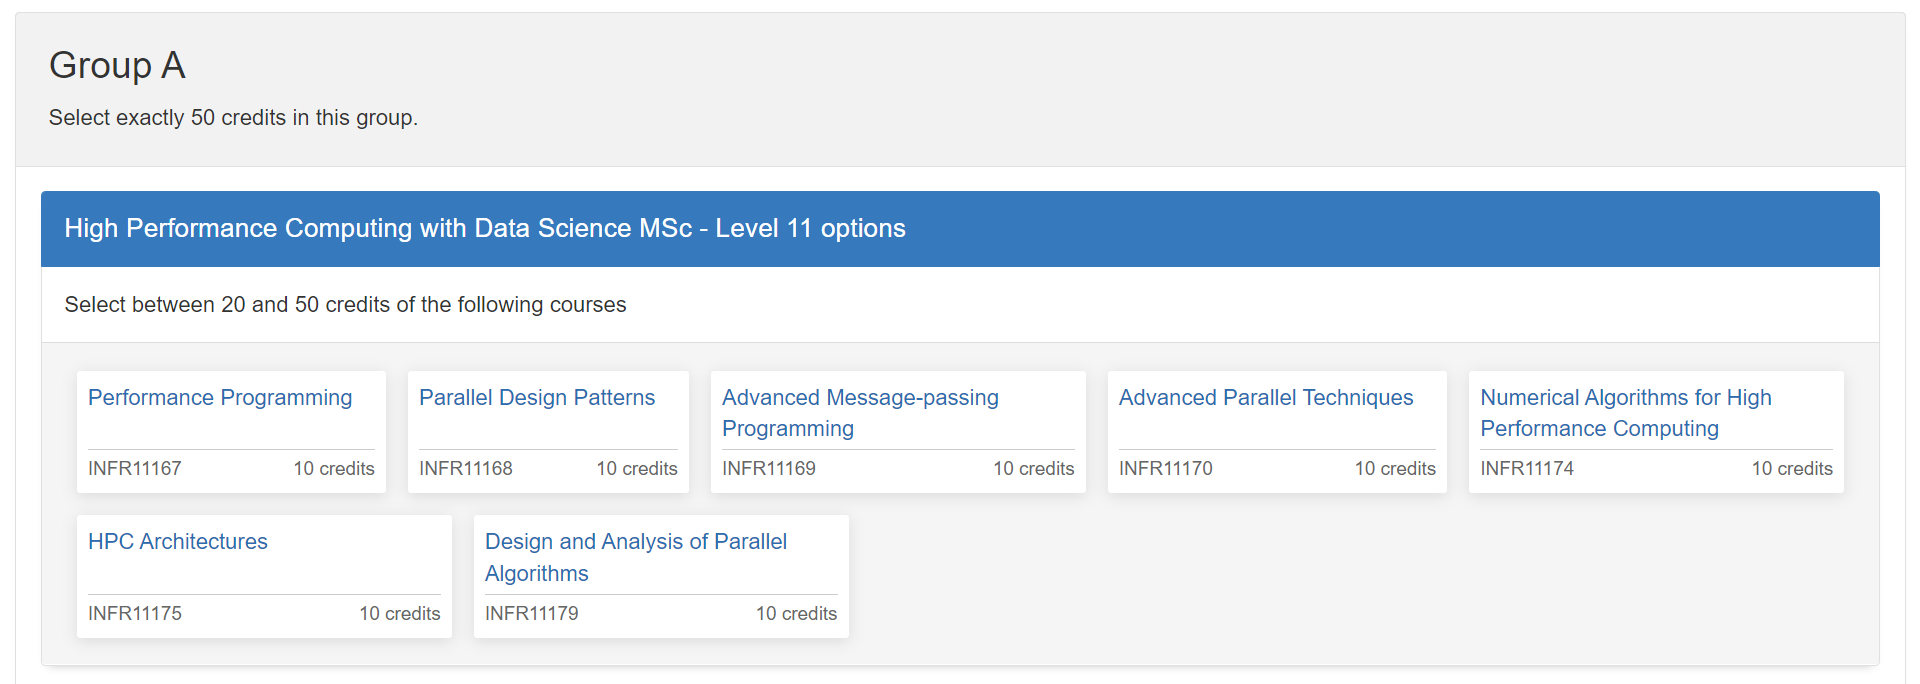 Group A
Select exactly 50 credits in this group.
High Performance Computing with Data Science MSc - Level 11 options
Select between 20 and 50 credits of the following courses
Performance Programming
INFR11167 10 credits
Parallel Design Patterns
INFR11168 10 credits
Advanced Message-passing
Programming
INFR11169 10 credits
Advanced Parallel Techniques
INFR11170 10 credits
Numerical Algorithms for High
Performance Computing
INFR11174 10 credits
HPC Architectures
INFR11175 10 credits
Design and Analysis of Parallel
Algorithms
INFR11179 10 credits